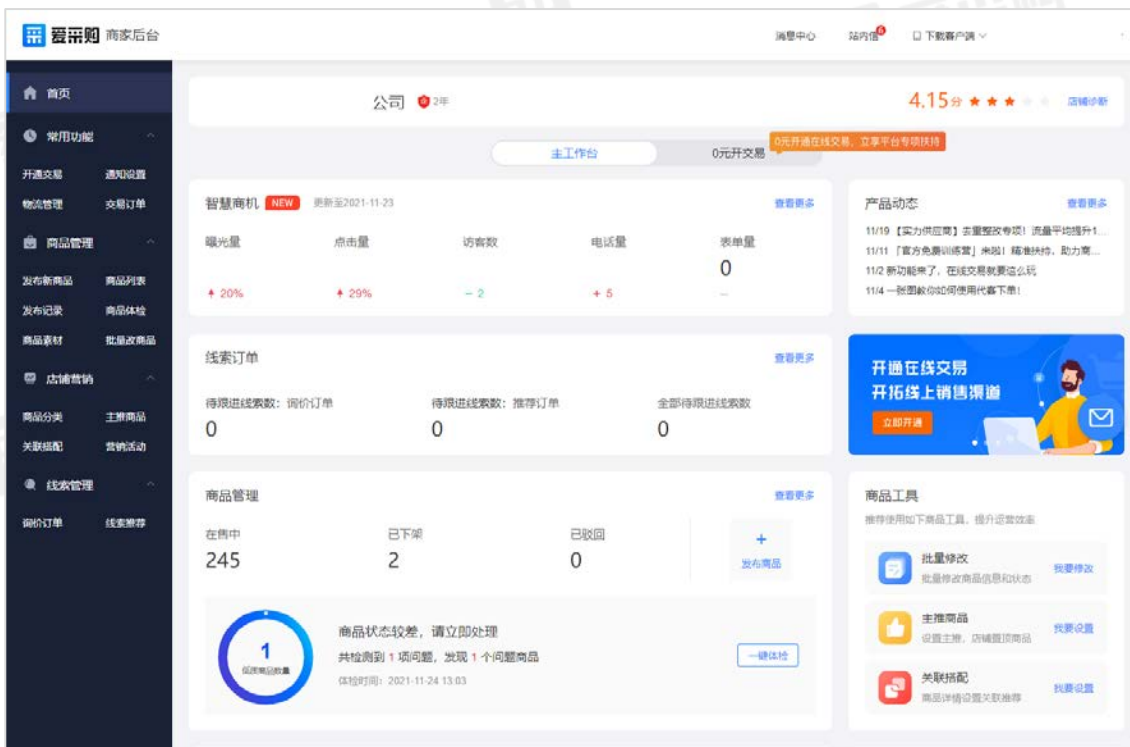 采 爱采购 商家后台
消息中心 站内信 6 下载客户端
首页
公司 2年
4.15分 店铺诊断
常用功能
主工作台 0元开交易 0元开通在线交易，立享平台专项扶持
开通交易 通知设置
物流管理 交易订单
商品管理
发布新商品 商品列表
发布记录 商品体检
商品素材 批量改商品
店铺营销
商品分类 主推商品
关联搭配 营销活动
线索管理
询价订单 线索推荐
智慧商机 NEW 更新至2021-11-23 查看更多
曝光量 点击量 访客数 电话量 表单量
0
20% 29% - 2 + 5 --
产品动态 查看更多
11/19 【实力供应商】去重整改专项！流量平均提升1...
11/11 「官方免费训练营」来啦！精准扶持，助力商...
11/2 新功能来了，在线交易就要这么玩
11/4 一张图教你如何使用代客下单！
线索订单 查看更多
待跟进线索数：询价订单 待跟进线索数：推荐订单 全部待跟进线索数
0 0 0
开通在线交易
开拓线上销售渠道
立即开通
商品管理 查看更多
在售中 已下架 已驳回
245 2 0
+
发布商品
1
低质商品数量
商品状态较差，请立即处理
共检测到 1 项问题，发现 1 个问题商品
体检时间：2021-11-24 13:03
一键体检
商品工具
推荐使用如下商品工具，提升运营效率
批量修改
批量修改商品信息和状态
我要修改
主推商品
设置主推，店铺置顶商品
我要设置
关联搭配
商品详情设置关联推荐
我要设置